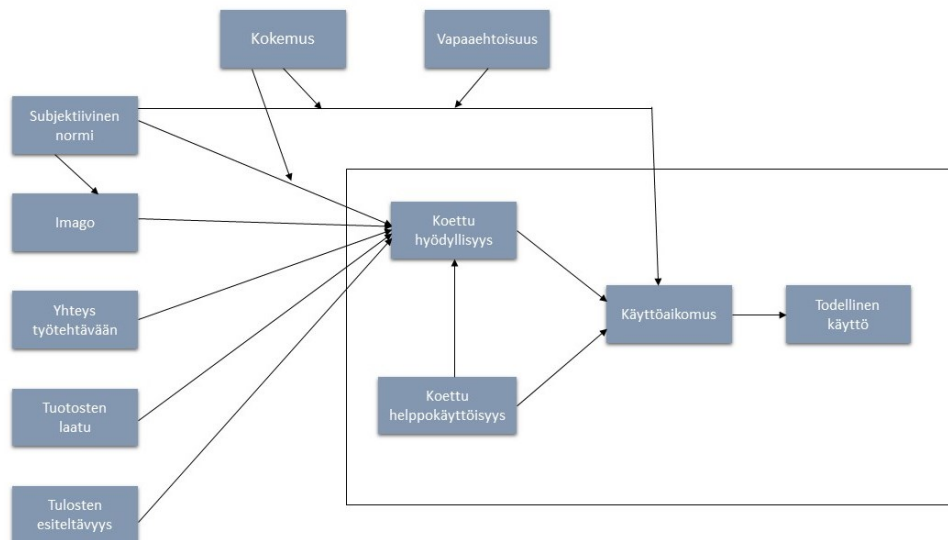 Kokemus
Vapaaehtoisuus
Subjektiivinen
normi
Imago
Koettu
hyödyllisyys
Yhteys
työtehtävään
Käyttöaikomus
Todellinen
käyttö
Tuotosten
laatu
Koettu
helppokäyttöisyys
Tulosten
esiteltävyys